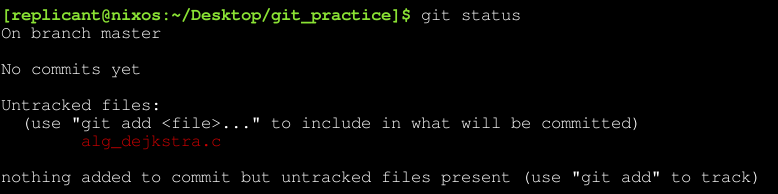 [replicant@nixos:~/Desktop/git_practice]$ git status
On branch master
No commits yet
Untracked files:
(use "git add <file>..." to include in what will be committed)
alg_dejkstra.c
nothing added to commit but untracked files present (use "git add" to track)